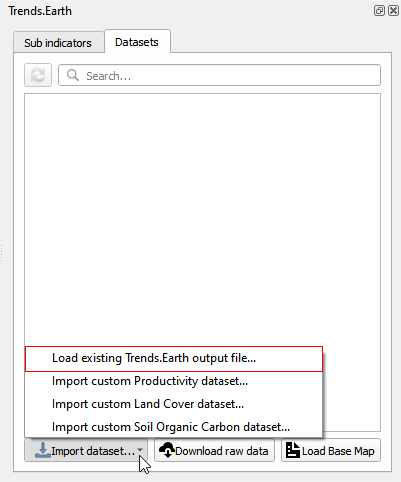 Trends.Earth
Sub indicators Datasets
Search...
Load existing Trends.Earth output file...
Import custom Productivity dataset...
Import custom Land Cover dataset...
Import custom Soil Organic Carbon dataset...
Import dataset... Download raw data Load Base Map